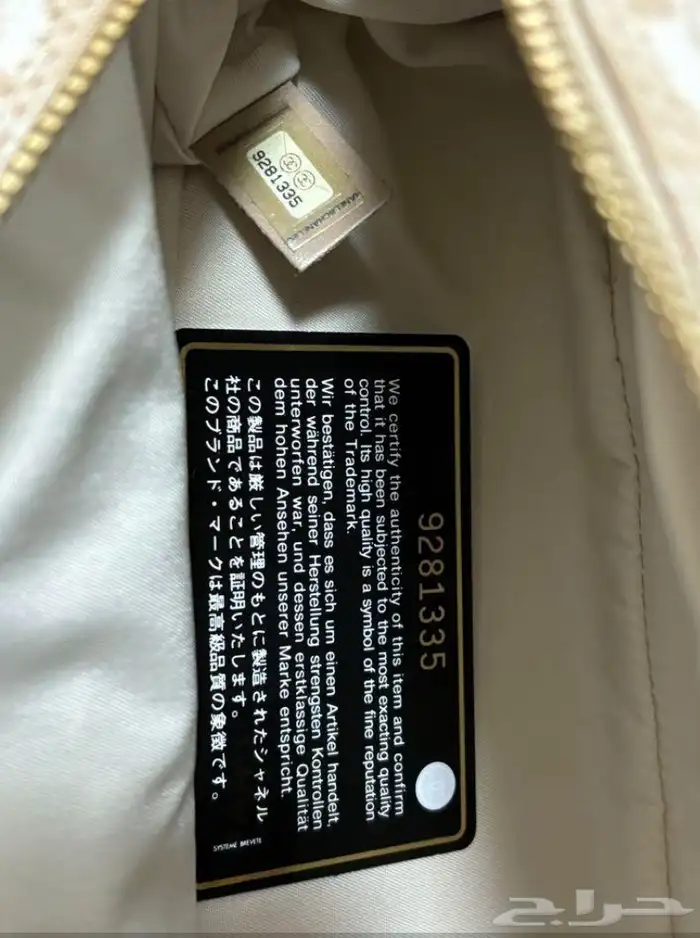 9281335
9281335
We certify the authenticity of this item and confirm
that it has been subjected to the most exacting quality
control. Its high quality is a symbol of the fine reputation
of the Trademark.
Wir bestätigen, dass es sich um einen Artikel handelt,
der während seiner Herstellung strengsten Kontrollen
unterworfen war, und dessen erstklassige Qualität
dem hohen Ansehen unserer Marke entspricht.
この製品は厳しい管理のもとに製造されたシャネル
社の商品であることを証明いたします。
このブランド・マークは最高級品質の象徴です。
SYSTEME BREVETE
حراج